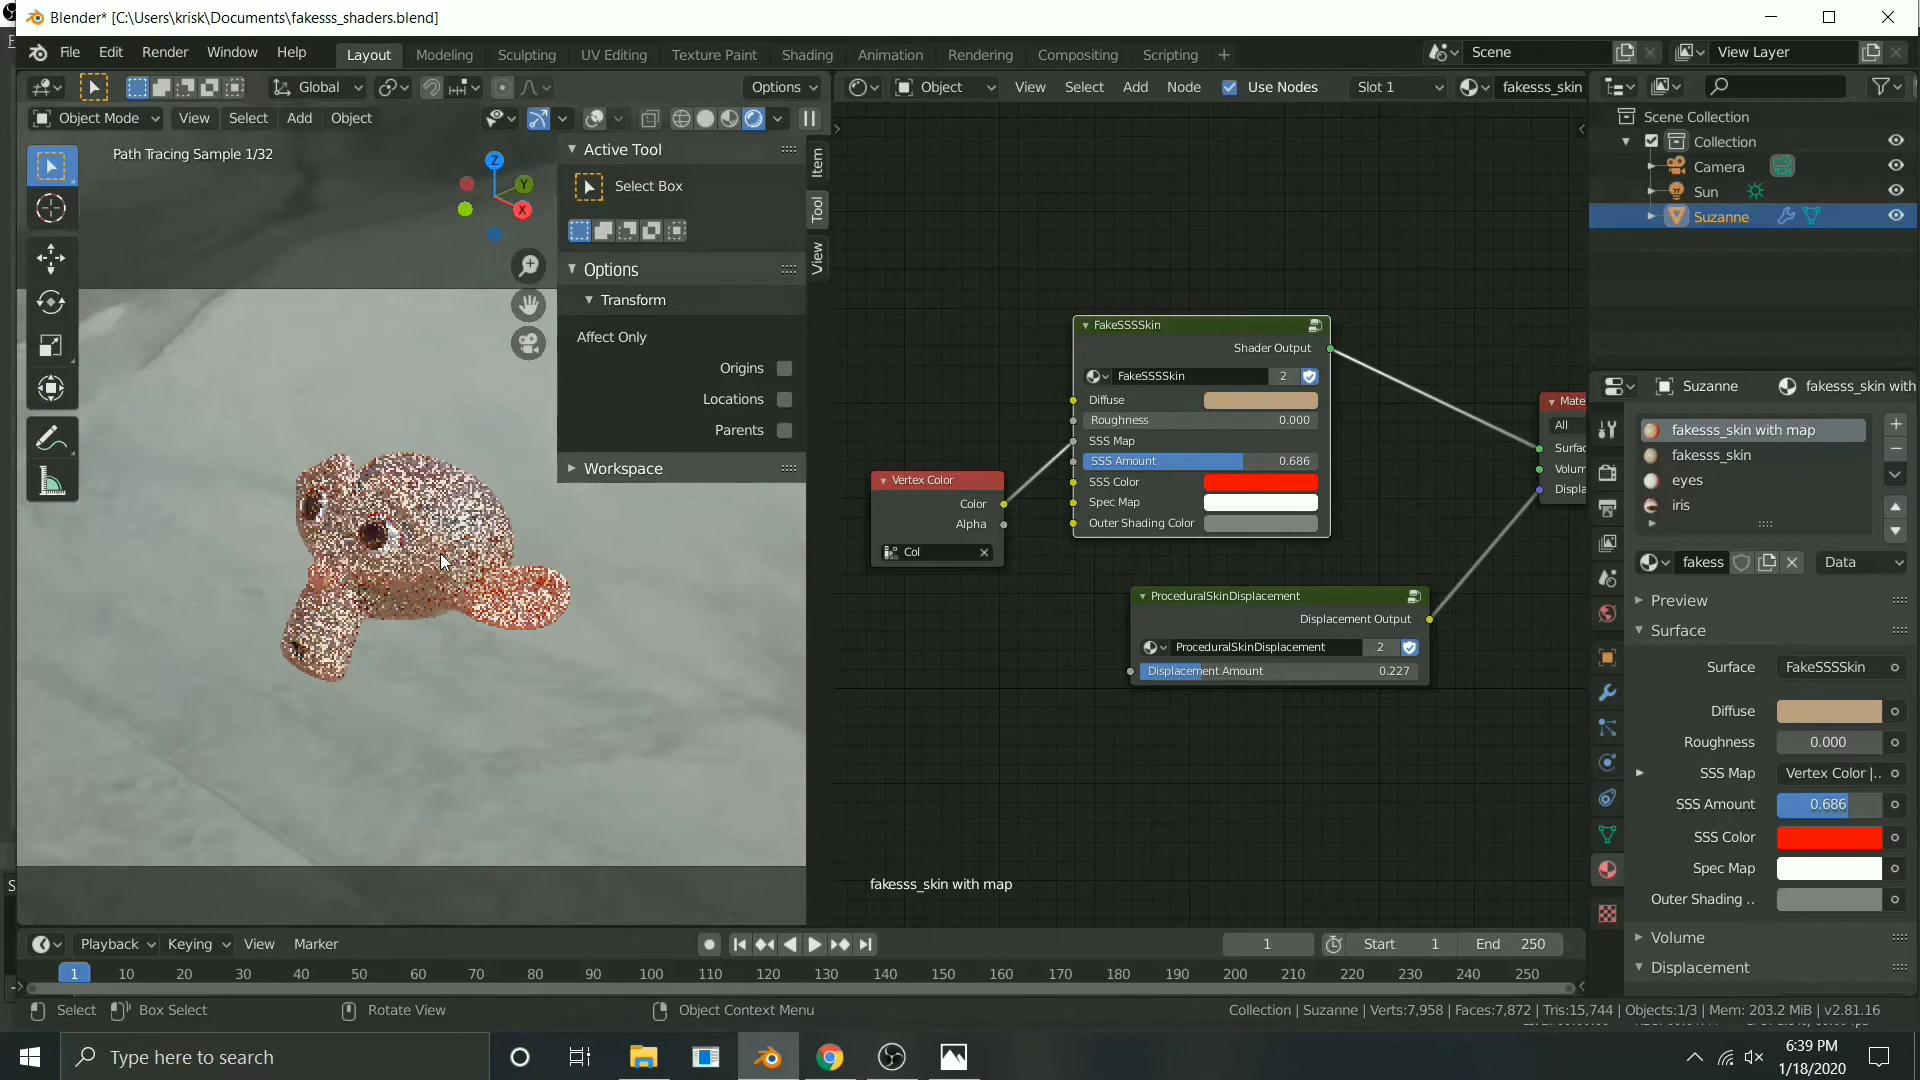 Blender* [C:\Users\krisk\Documents\fakesss_shaders.blend]
File Edit Render Window Help
Layout Modeling Sculpting UV Editing Texture Paint Shading Animation Rendering Compositing Scripting +
Scene
View Layer
Global
Options
Object
View Select Add Node
Use Nodes
Slot 1
fakesss_skin
Object Mode
View Select Add Object
Path Tracing Sample 1/32
Z
Y
X
Active Tool
Select Box
Options
Transform
Affect Only
Origins
Locations
Parents
Workspace
Item
Tool
View
FakeSSSSkin
Shader Output
FakeSSSSkin 2
Diffuse
Roughness 0.000
SSS Map
SSS Amount 0.686
SSS Color
Spec Map
Outer Shading Color
Vertex Color
Color
Alpha
Col
ProceduralSkinDisplacement
Displacement Output
ProceduralSkinDisplacement 2
Displacement Amount 0.227
Mate
All
Surfac
Volum
Displa
fakesss_skin with map
Scene Collection
Collection
Camera
Sun
Suzanne
Suzanne fakesss_skin with
fakesss_skin with map
fakesss_skin
eyes
iris
fakess
Data
Preview
Surface
Surface FakeSSSSkin
Diffuse
Roughness 0.000
SSS Map Vertex Color |..
SSS Amount 0.686
SSS Color
Spec Map
Outer Shading ..
Volume
Displacement
Playback Keying View Marker
1
Start 1
End 250
1 10 20 30 40 50 60 70 80 90 100 110 120 130 140 150 160 170 180 190 200 210 220 230 240 250
Select Box Select Rotate View Object Context Menu
Collection | Suzanne | Verts:7,958 | Faces:7,872 | Tris:15,744 | Objects:1/3 | Mem: 203.2 MiB | v2.81.16
Type here to search
6:39 PM
1/18/2020